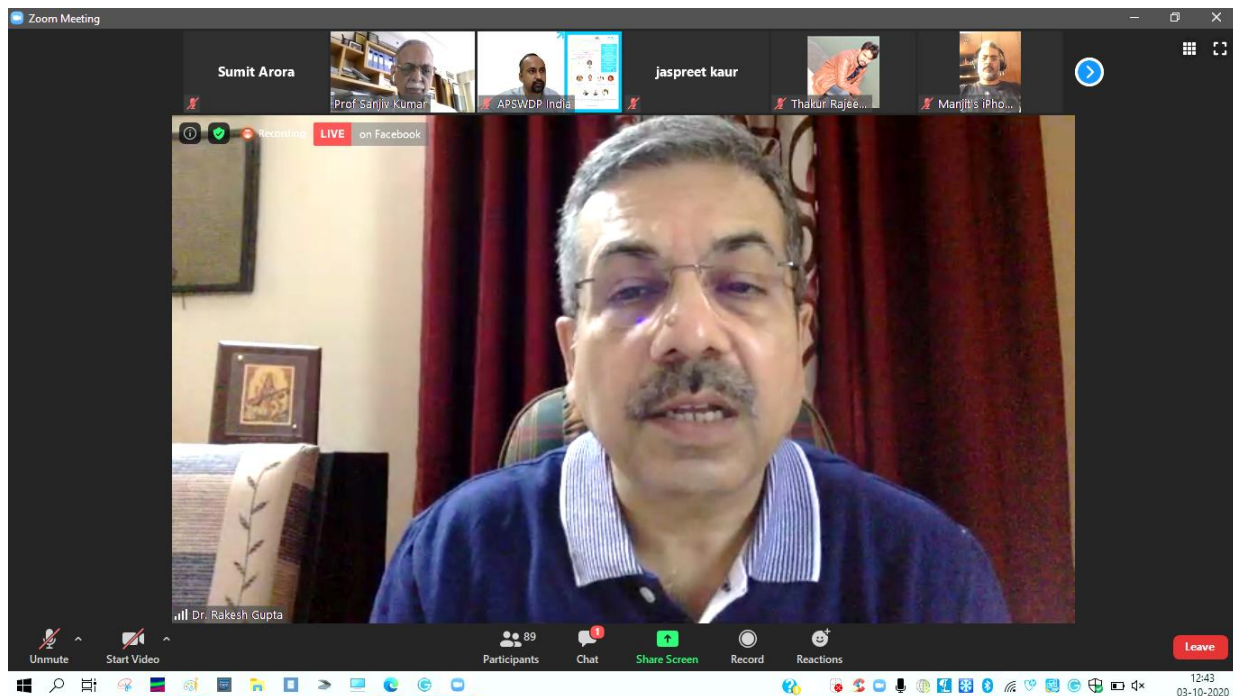 Zoom Meeting
Sumit Arora
Prof Sanjiv Kumar
APSWDP India
jaspreet kaur
Thakur Rajee...
Manjit's iPho...
Recording
LIVE on Facebook
Dr. Rakesh Gupta
Unmute
Start Video
89
Participants
1
Chat
Share Screen
Record
Reactions
Leave
12:43
03-10-2020